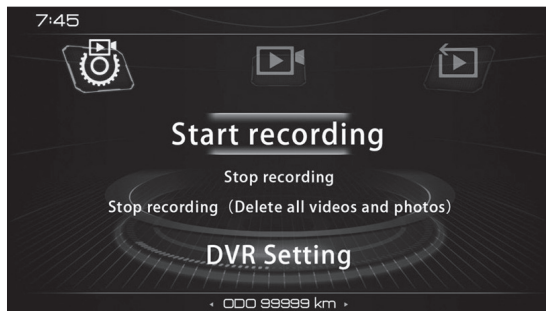 7:45
Start recording
Stop recording
Stop recording（Delete all videos and photos）
DVR Setting
ODO 99999 km